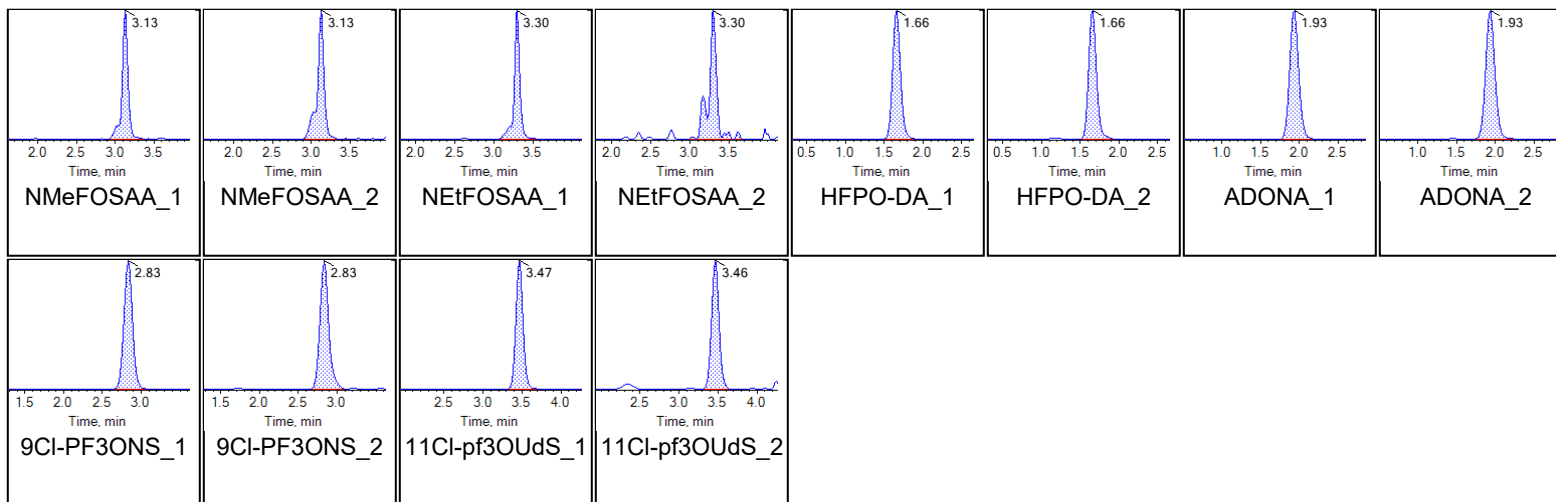 3.13 3.13 3.30 3.30 1.66 1.66 1.93 1.93
2.0 2.5 3.0 3.5 2.0 2.5 3.0 3.5 2.0 2.5 3.0 3.5 2.0 2.5 3.0 3.5 0.5 1.0 1.5 2.0 2.5 0.5 1.0 1.5 2.0 2.5 1.0 1.5 2.0 2.5 1.0 1.5 2.0 2.5
Time, min Time, min Time, min Time, min Time, min Time, min Time, min Time, min
NMeFOSAA_1 NMeFOSAA_2 NEtFOSAA_1 NEtFOSAA_2 HFPO-DA_1 HFPO-DA_2 ADONA_1 ADONA_2
2.83 2.83 3.47 3.46
1.5 2.0 2.5 3.0 1.5 2.0 2.5 3.0 2.5 3.0 3.5 4.0 2.5 3.0 3.5 4.0
Time, min Time, min Time, min Time, min
9Cl-PF3ONS_1 9Cl-PF3ONS_2 11Cl-pf3OUdS_1 11Cl-pf3OUdS_2